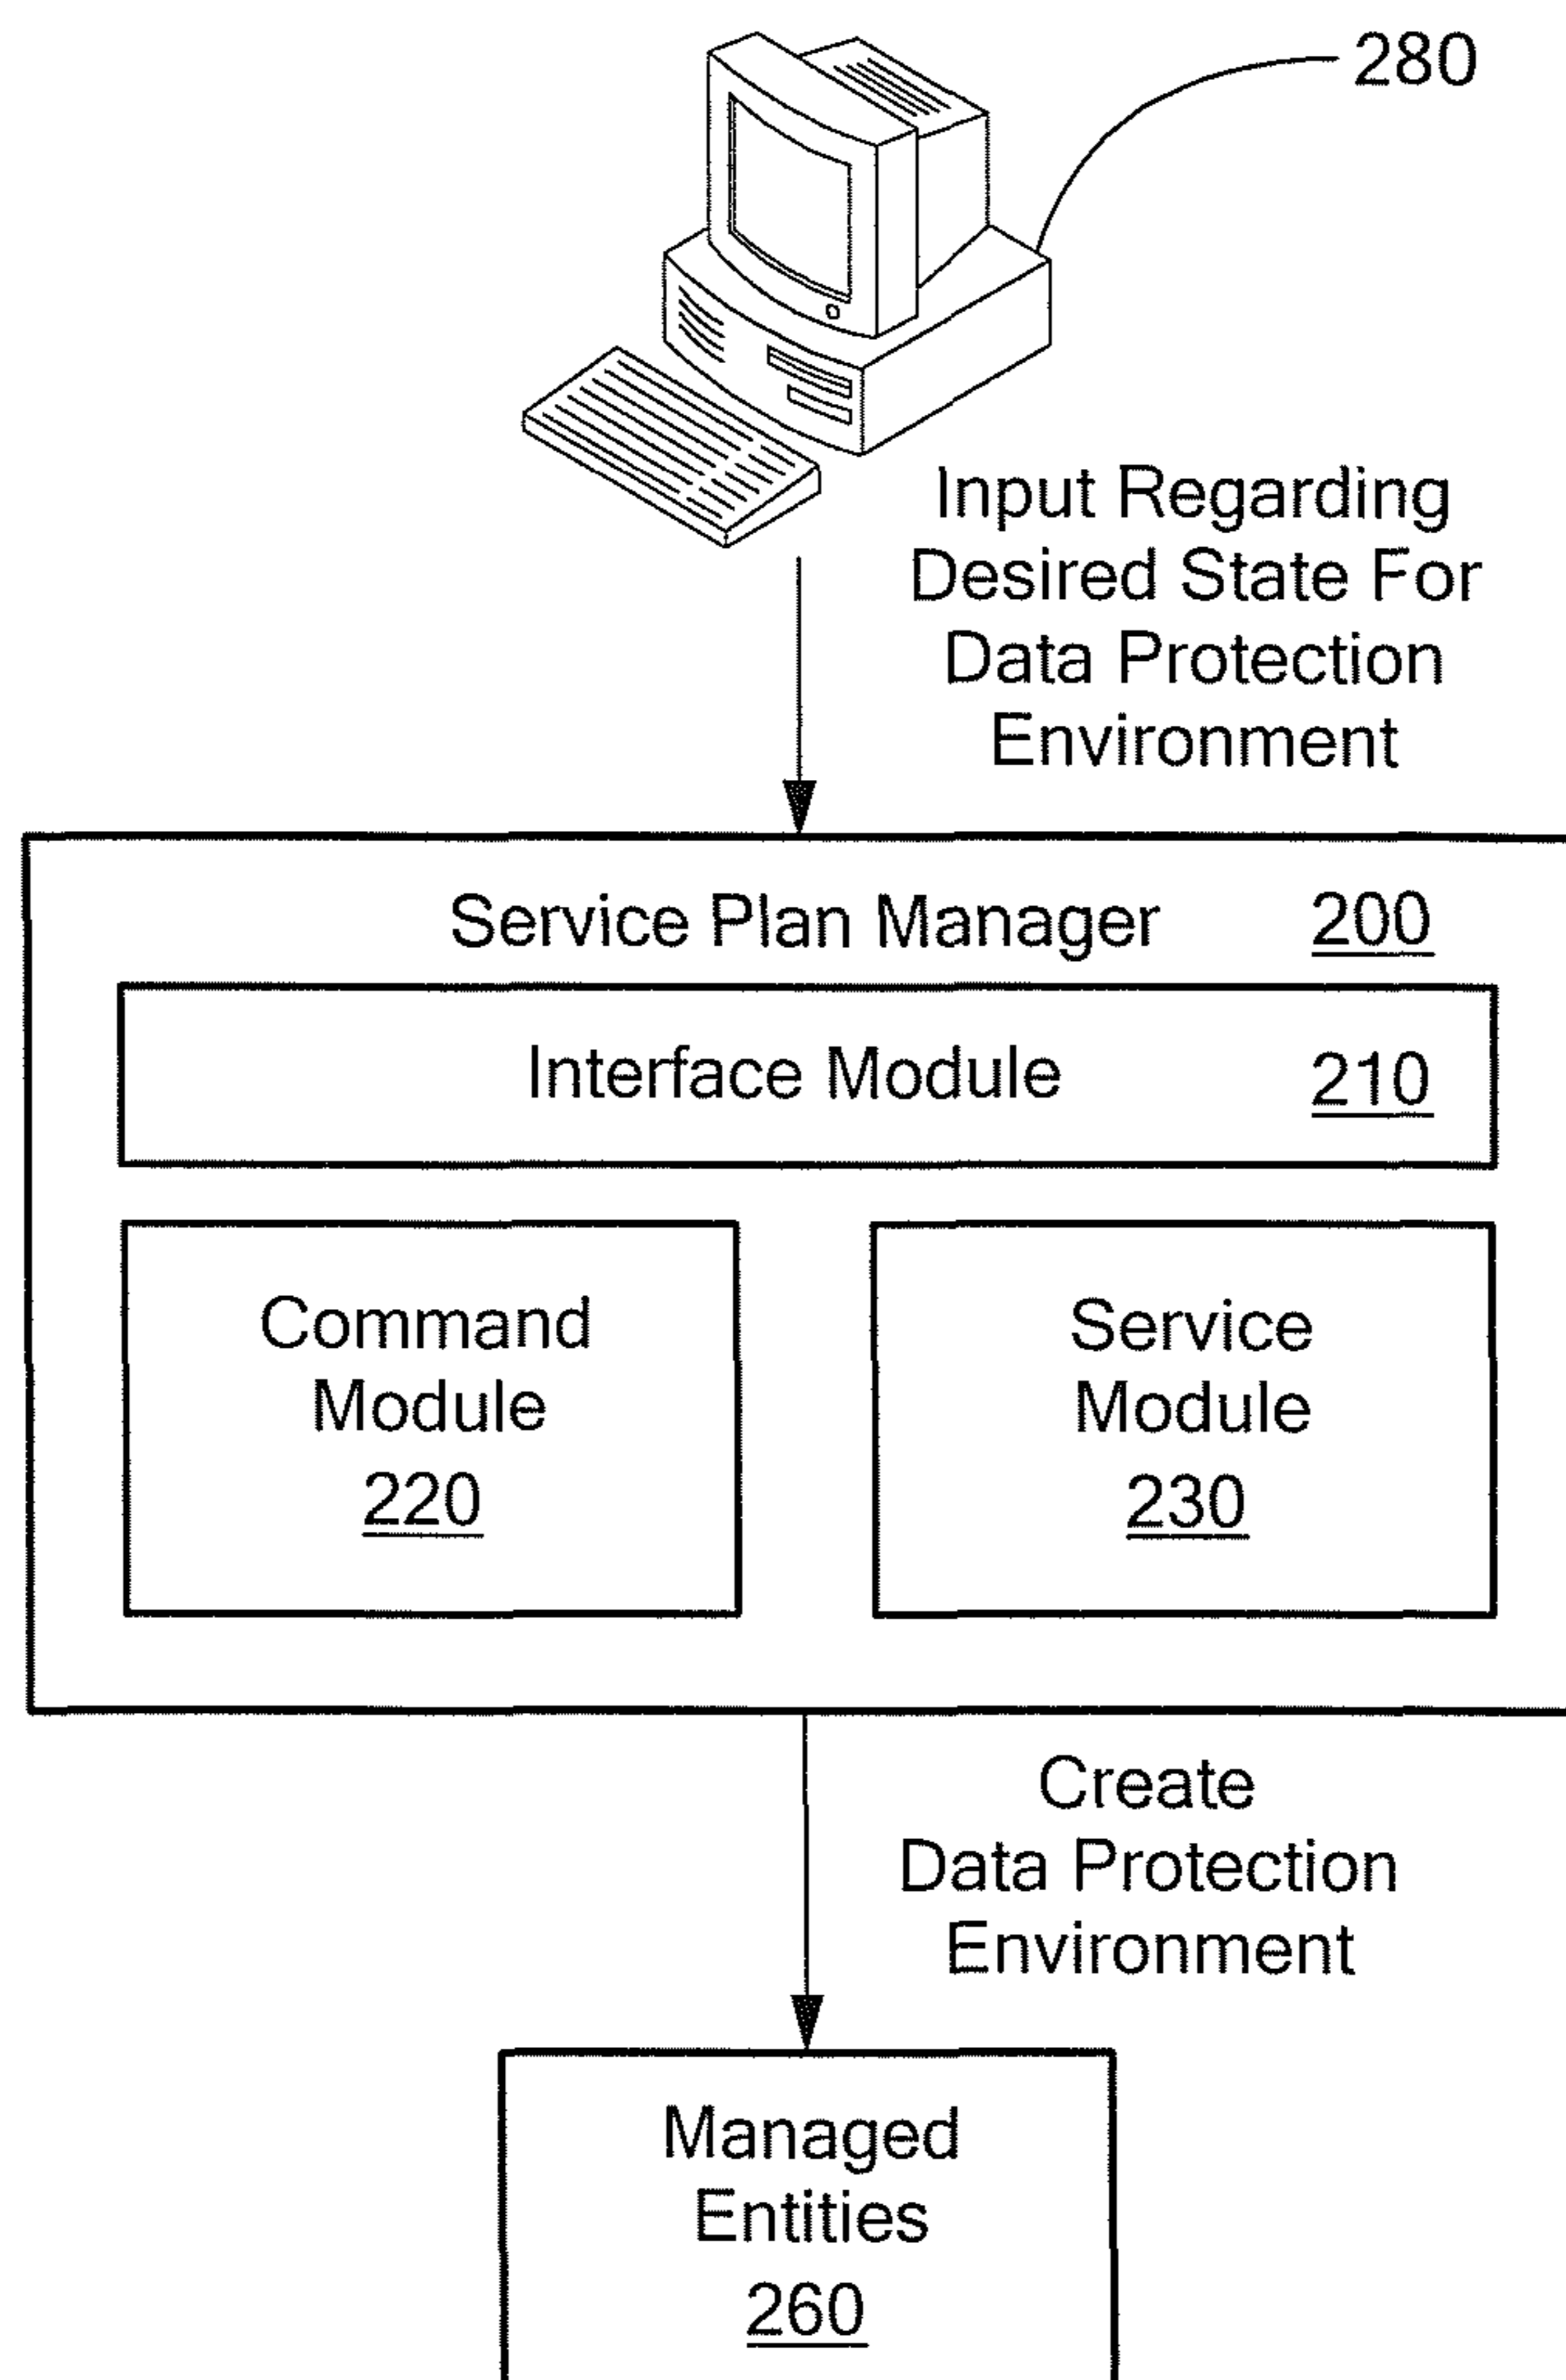 280
Input Regarding
Desired State For
Data Protection
Environment
Service Plan Manager 200
Interface Module 210
Command
Module
220
Service
Module
230
Create
Data Protection
Environment
Managed
Entities
260